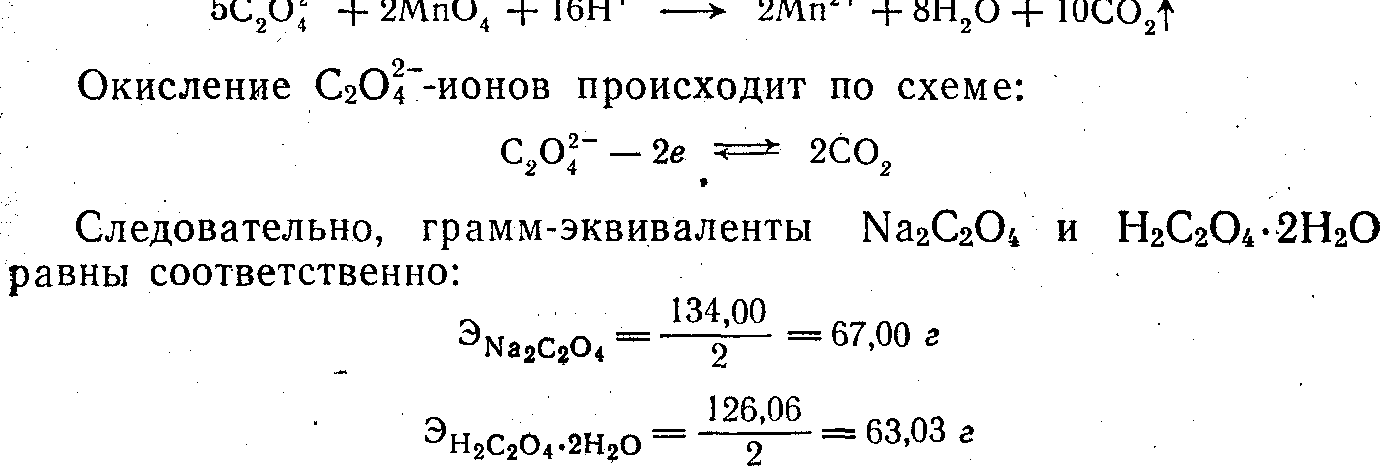 5C₂O₄²⁻ + 2MnO₄ + 16H⁺ ⟶ 2Mn²⁺ + 8H₂O + 10CO₂↑
Окисление C₂O₄²⁻-ионов происходит по схеме:
C₂O₄²⁻ — 2e ⇌ 2CO₂
Следовательно, грамм-эквиваленты Na₂C₂O₄ и H₂C₂O₄·2H₂O
равны соответственно:
Э_Na₂C₂O₄ = 134,00 / 2 = 67,00 г
Э_H₂C₂O₄·2H₂O = 126,06 / 2 = 63,03 г